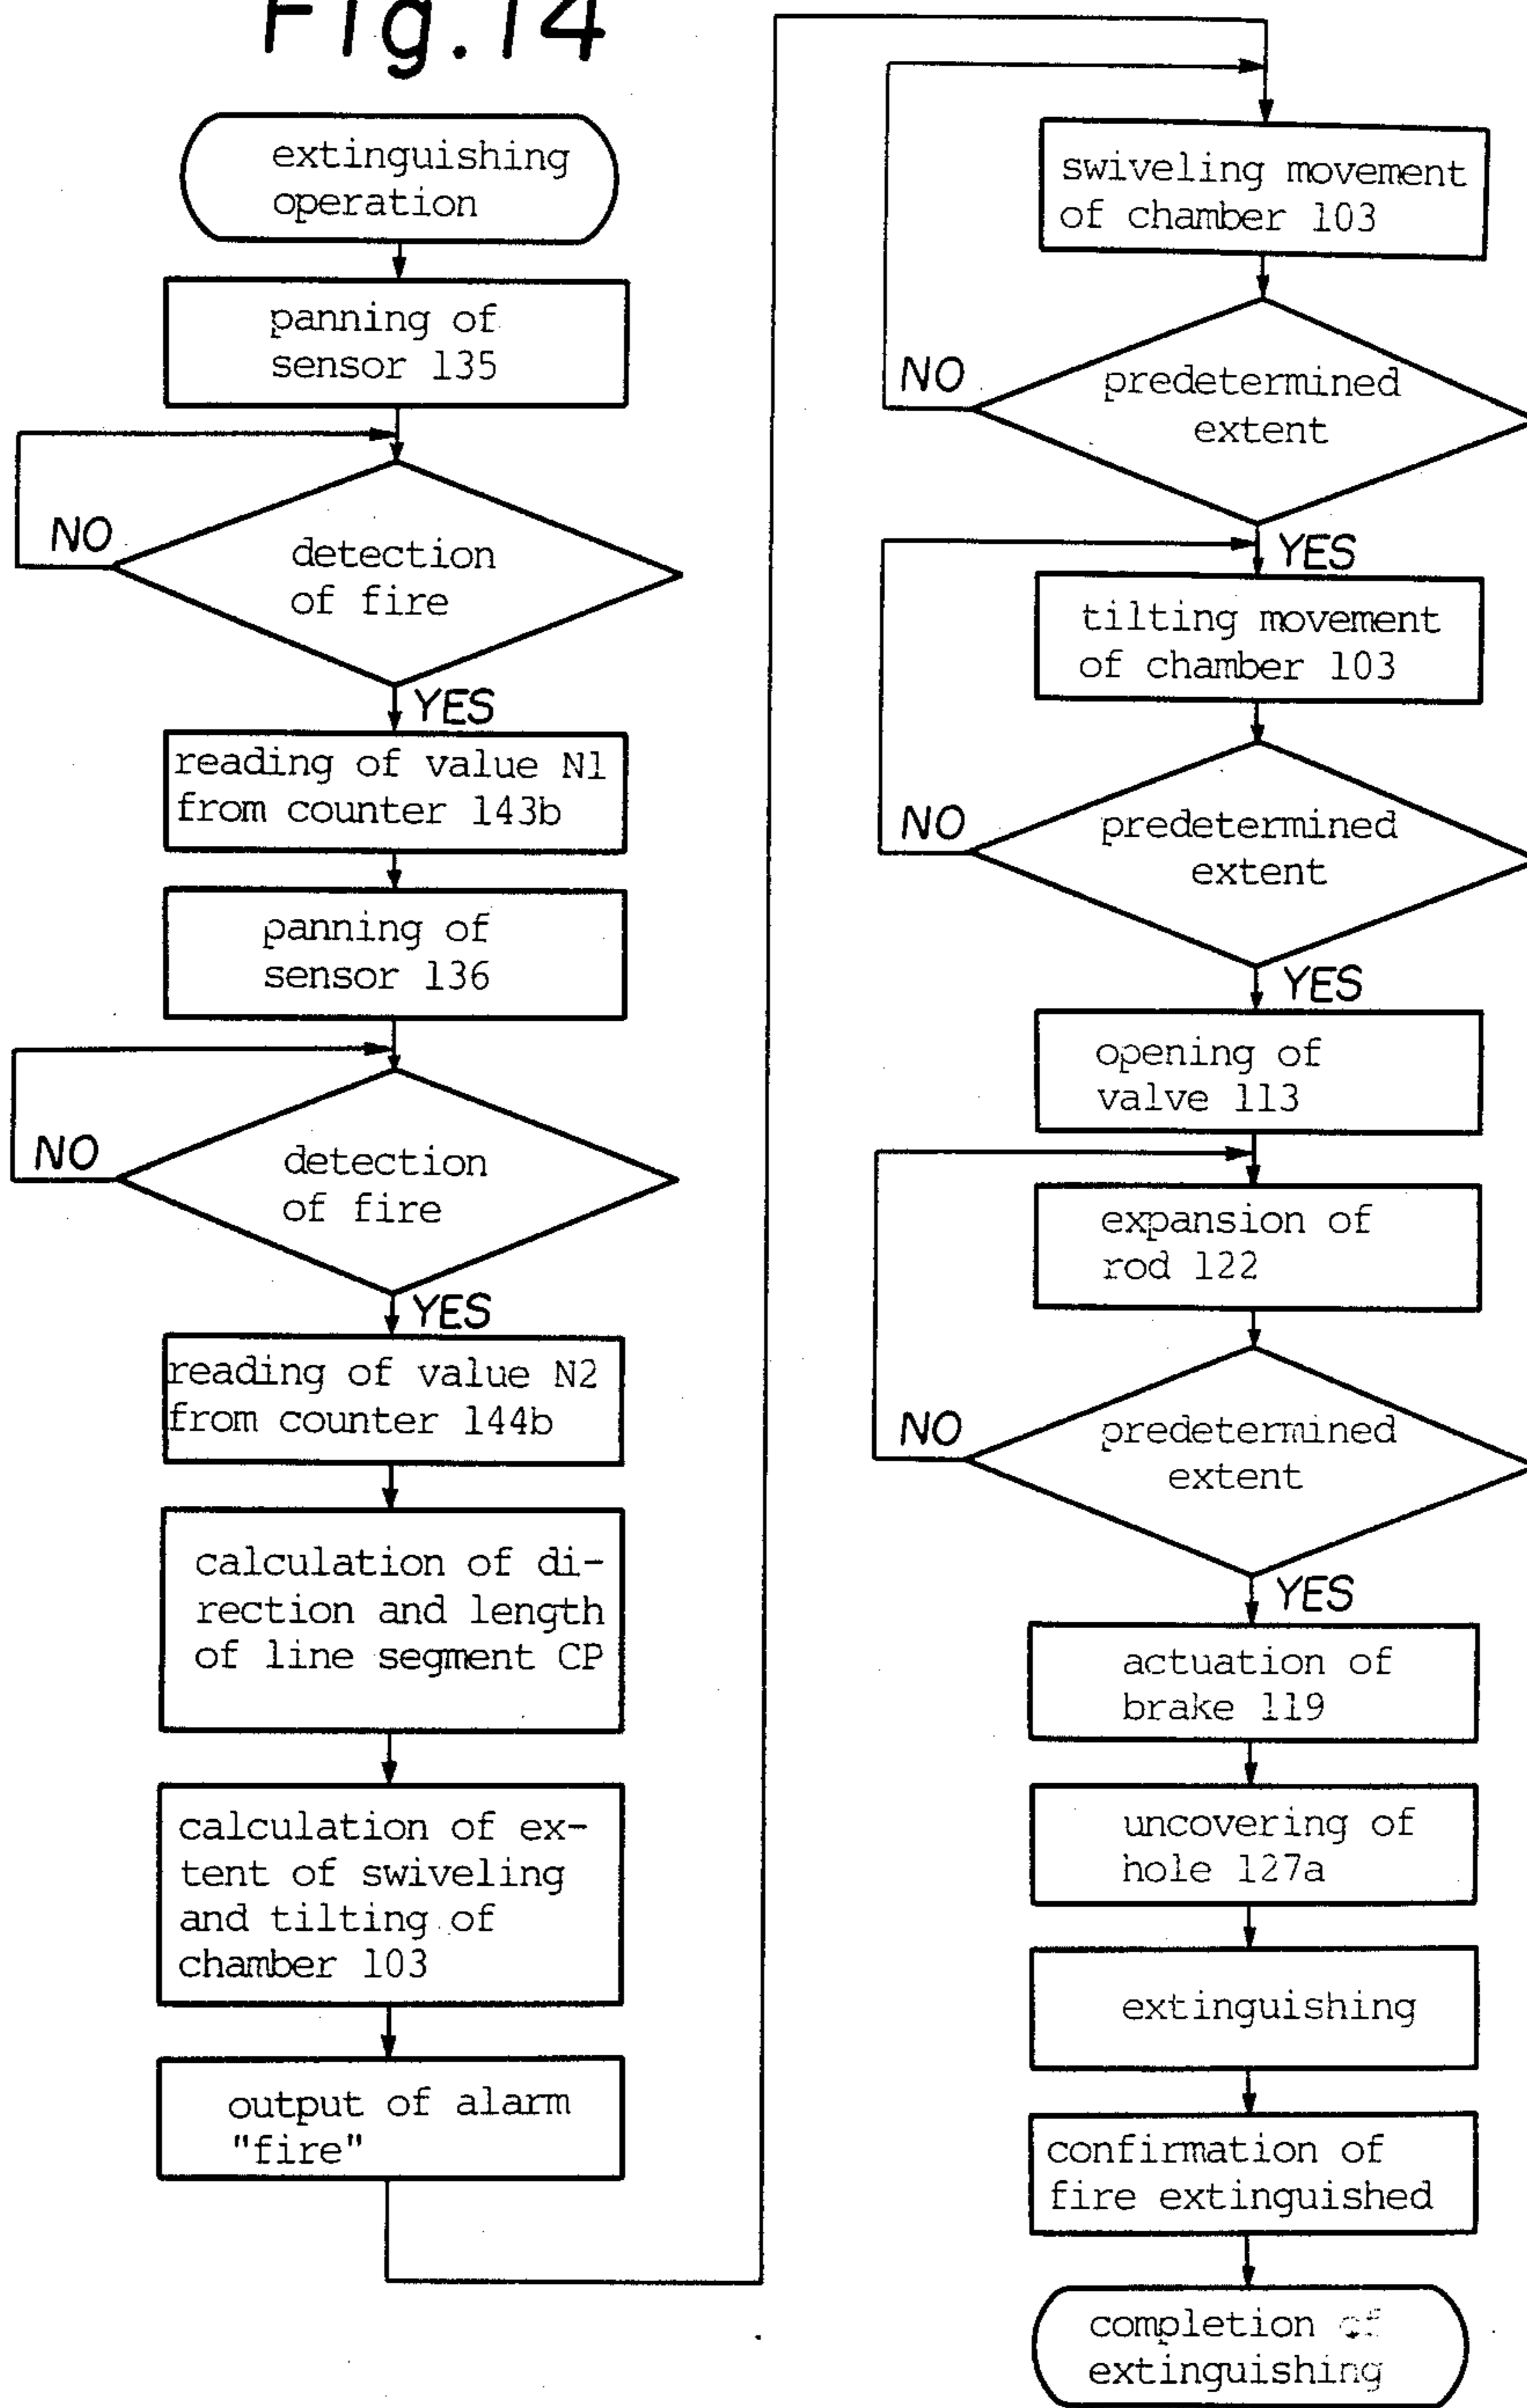 Fig.14
extinguishing
operation
panning of
sensor 135
NO
detection
of fire
YES
reading of value N1
from counter 143b
panning of
sensor 136
NO
detection
of fire
YES
reading of value N2
from counter 144b
calculation of di-
rection and length
of line segment CP
calculation of ex-
tent of swiveling
and tilting of
chamber 103
output of alarm
"fire"
swiveling movement
of chamber 103
NO
predetermined
extent
YES
tilting movement
of chamber 103
NO
predetermined
extent
YES
opening of
valve 113
expansion of
rod 122
NO
predetermined
extent
YES
actuation of
brake 119
uncovering of
hole 127a
extinguishing
confirmation of
fire extinguished
completion of
extinguishing